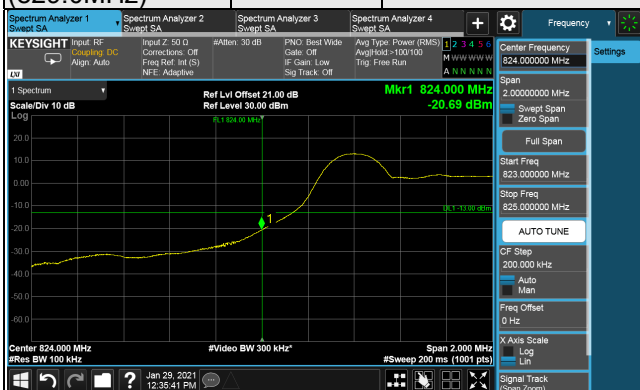 (829.0MHz)
Spectrum Analyzer 1
Swept SA
Spectrum Analyzer 2
Swept SA
Spectrum Analyzer 3
Swept SA
Spectrum Analyzer 4
Swept SA
+
Frequency
KEYSIGHT
Input: RF
Coupling: DC
Align: Auto
Input Z: 50 Ω
Corrections: Off
Freq Ref: Int (S)
NFE: Adaptive
#Atten: 30 dB
PNO: Best Wide
Gate: Off
IF Gain: Low
Sig Track: Off
Avg Type: Power (RMS)
Avg|Hold:>100/100
Trig: Free Run
1 2 3 4 5 6
M W W W W W
A N N N N N
LXI
1 Spectrum
Scale/Div 10 dB
Log
Ref Lvl Offset 21.00 dB
Ref Level 30.00 dBm
Mkr1 824.000 MHz
-20.69 dBm
FL1 824.00 MHz
20.0
10.0
0.00
-10.0
-20.0
-30.0
-40.0
-50.0
-60.0
DL1 -13.00 dBm
1
Center 824.000 MHz
#Res BW 100 kHz
#Video BW 300 kHz*
Span 2.000 MHz
#Sweep 200 ms (1001 pts)
Jan 29, 2021
12:35:41 PM
?
Center Frequency
824.000000 MHz
Settings
Span
2.00000000 MHz
Swept Span
Zero Span
Full Span
Start Freq
823.000000 MHz
Stop Freq
825.000000 MHz
AUTO TUNE
CF Step
200.000 kHz
Auto
Man
Freq Offset
0 Hz
X Axis Scale
Log
Lin
Signal Track
(Span Zoom)